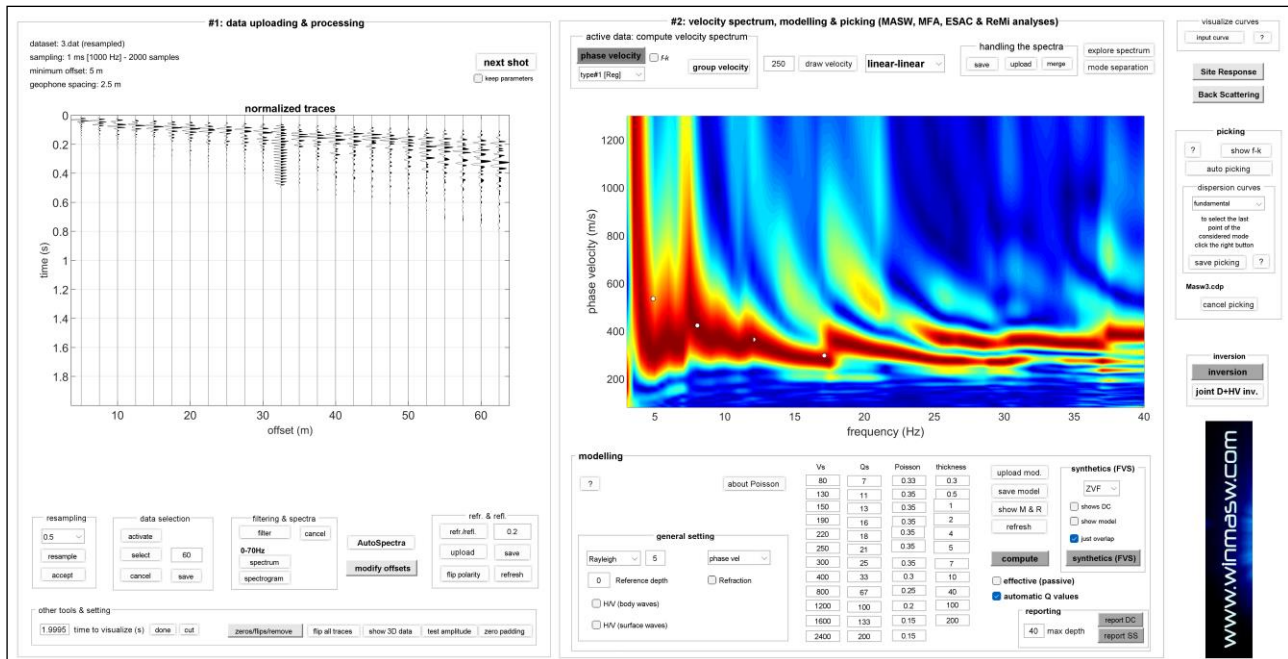 #1: data uploading & processing
dataset: 3.dat (resampled)
sampling: 1 ms [1000 Hz] - 2000 samples
minimum offset: 5 m
geophone spacing: 2.5 m
next shot
keep parameters
normalized traces
0
0.2
0.4
0.6
0.8
1
1.2
1.4
1.6
1.8
time (s)
10 20 30 40 50 60
offset (m)
resampling
0.5
resample
accept
data selection
activate
select 60
cancel save
filtering & spectra
filter cancel
0-70Hz
spectrum
spectrogram
AutoSpectra
modify offsets
refr. & refl.
refr./refl. 0.2
upload save
flip polarity refresh
other tools & setting
1.9995 time to visualize (s) done cut zeros/flips/remove flip all traces show 3D data test amplitude zero padding
#2: velocity spectrum, modelling & picking (MASW, MFA, ESAC & ReMi analyses)
active data: compute velocity spectrum
phase velocity F-k
type#1 [Reg]
group velocity
250 draw velocity linear-linear
handling the spectra
save upload merge
explore spectrum
mode separation
1200
1000
800
600
400
200
phase velocity (m/s)
5 10 15 20 25 30 35 40
frequency (Hz)
modelling
? about Poisson
general setting
Rayleigh 5 phase vel
0 Reference depth Refraction
H/V (body waves)
H/V (surface waves)
Vs Qs Poisson thickness
80 7 0.33 0.3
130 11 0.35 0.5
150 13 0.35 1
190 16 0.35 2
220 18 0.35 4
250 21 0.35 5
300 25 0.35 7
400 33 0.3 10
800 67 0.25 40
1200 100 0.2 100
1600 133 0.15 200
2400 200 0.15
upload mod.
save model
show M & R
refresh
compute
synthetics (FVS)
ZVF
shows DC
show model
just overlap
synthetics (FVS)
effective (passive)
automatic Q values
reporting
40 max depth
report DC
report SS
visualize curves
input curve ?
Site Response
Back Scattering
picking
? show f-k
auto picking
dispersion curves
fundamental
to select the last
point of the
considered mode
click the right button
save picking ?
Masw3.cdp
cancel picking
inversion
inversion
joint D+HV inv.
www.winmasw.com